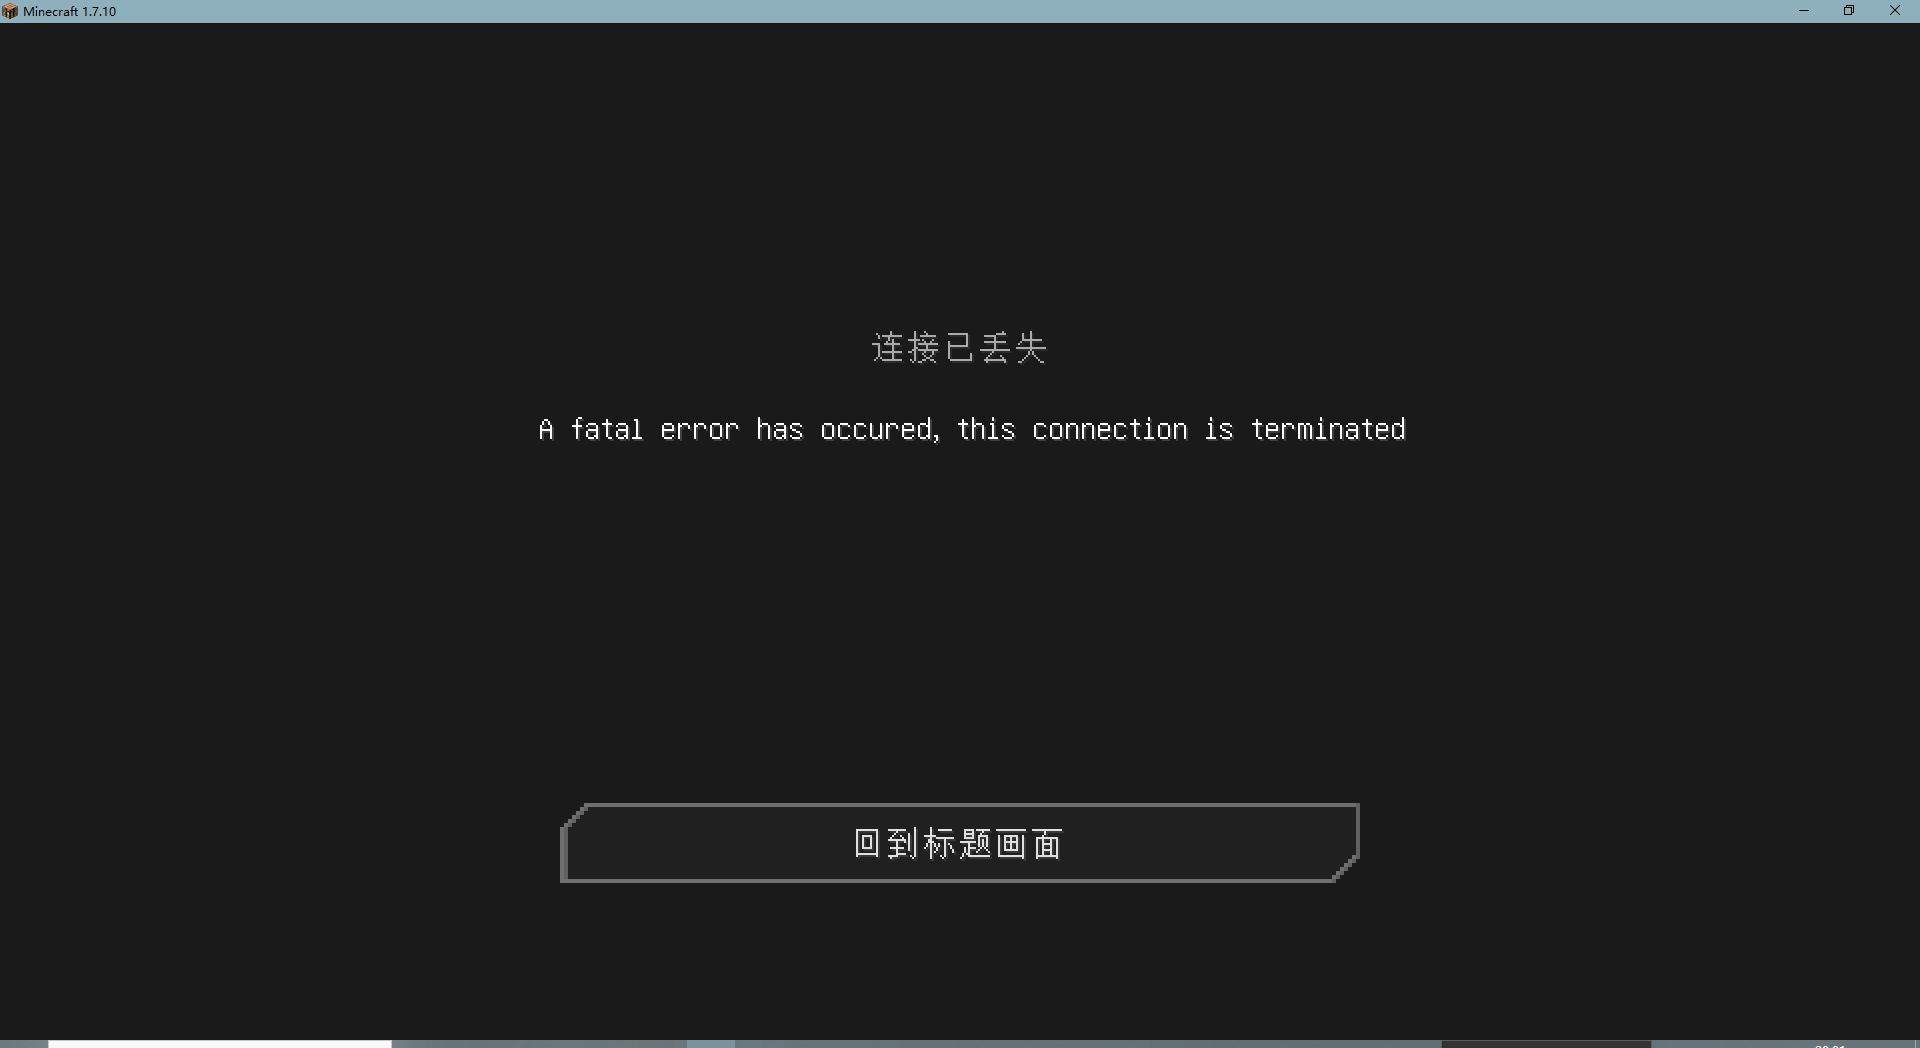 Minecraft 1.7.10
连接已丢失
A fatal error has occured, this connection is terminated
回到标题画面